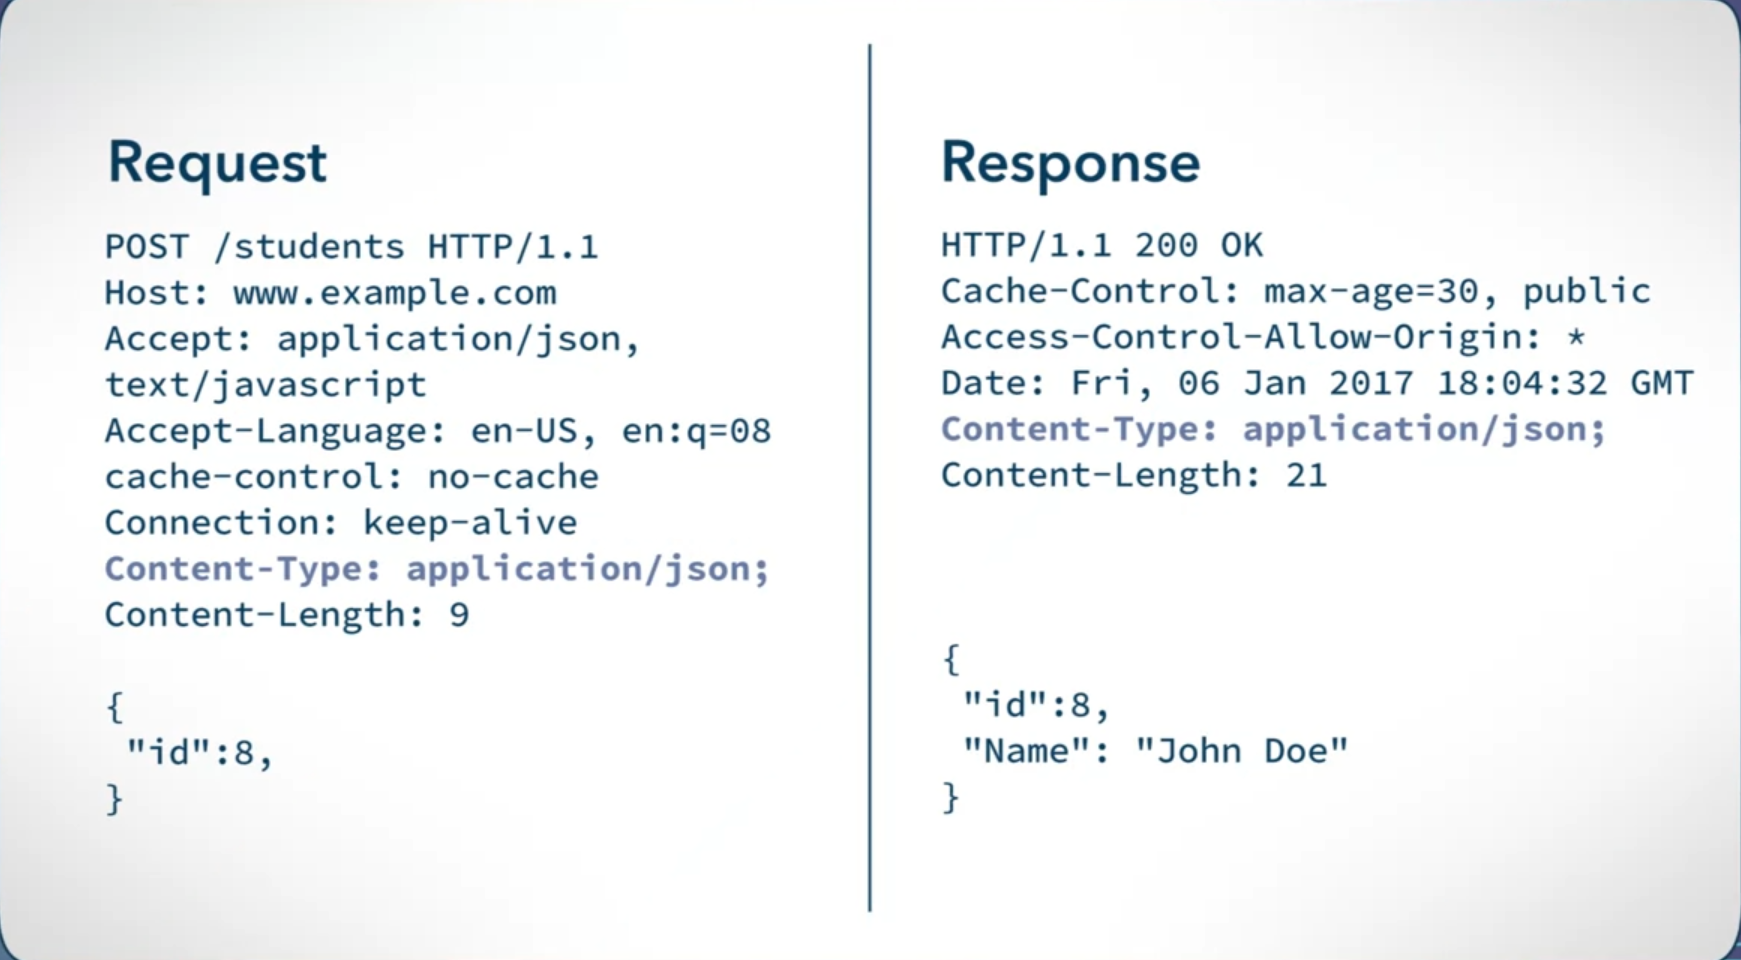 Request
POST /students HTTP/1.1
Host: www.example.com
Accept: application/json,
text/javascript
Accept-Language: en-US, en:q=08
cache-control: no-cache
Connection: keep-alive
Content-Type: application/json;
Content-Length: 9
{
"id":8,
}
Response
HTTP/1.1 200 OK
Cache-Control: max-age=30, public
Access-Control-Allow-Origin: *
Date: Fri, 06 Jan 2017 18:04:32 GMT
Content-Type: application/json;
Content-Length: 21
{
"id":8,
"Name": "John Doe"
}